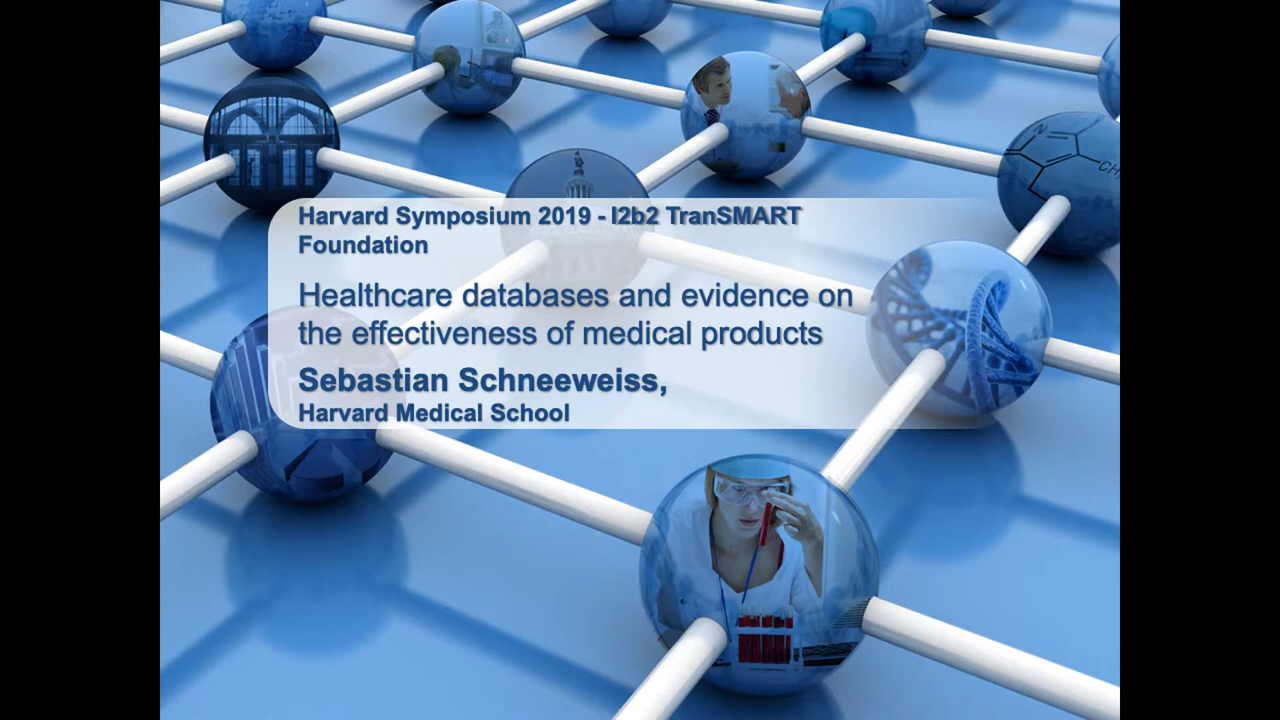 Harvard Symposium 2019 - I2b2 TranSMART
Foundation
Healthcare databases and evidence on
the effectiveness of medical products
Sebastian Schneeweiss,
Harvard Medical School
N
CH